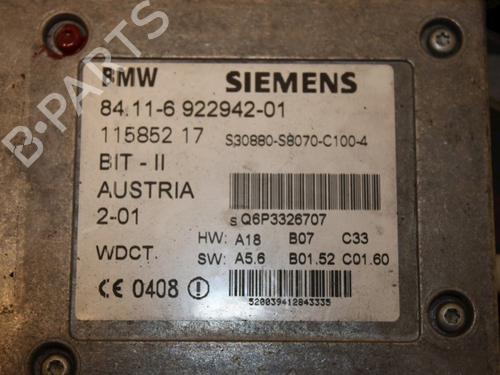 BMW SIEMENS
84.11-6 922942-01
115852 17 S30880-S8070-C100-4
BIT - II
AUSTRIA
2-01 S Q6P3326707
HW: A18 B07 C33
WDCT. SW: A5.6 B01.52 C01.60
CE 0408
520039412843335
B-PARTS